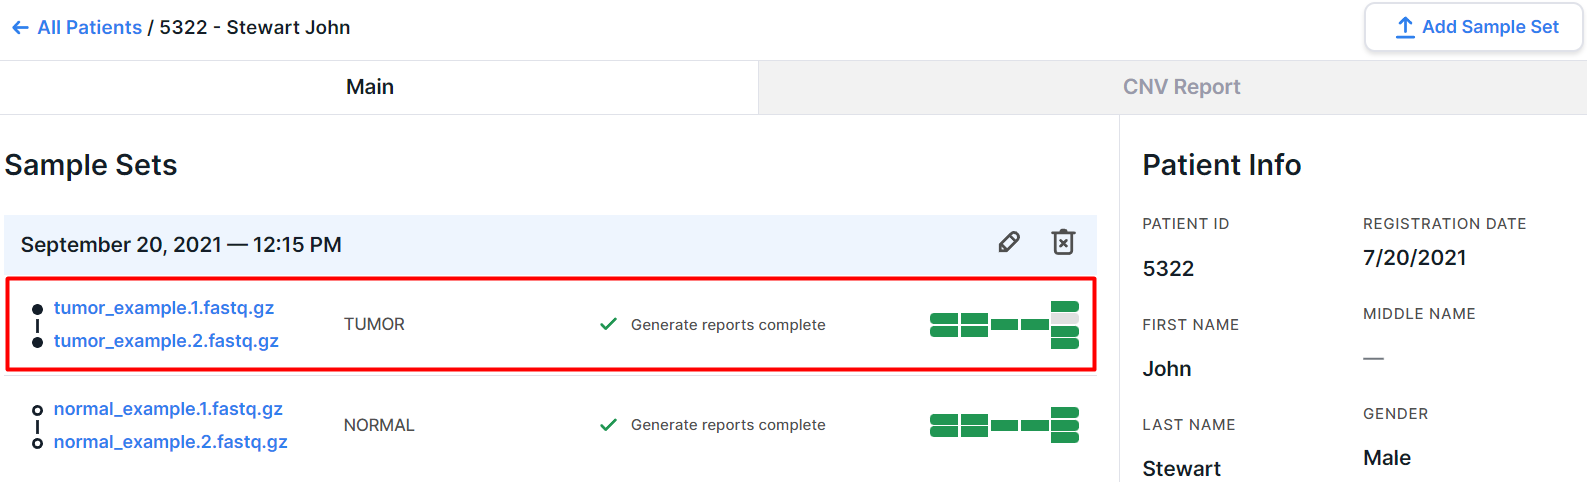 ← All Patients / 5322 - Stewart John
Add Sample Set
Main
CNV Report
Sample Sets
September 20, 2021 — 12:15 PM
tumor_example.1.fastq.gz
tumor_example.2.fastq.gz
TUMOR
Generate reports complete
normal_example.1.fastq.gz
normal_example.2.fastq.gz
NORMAL
Generate reports complete
Patient Info
PATIENT ID
5322
REGISTRATION DATE
7/20/2021
FIRST NAME
John
MIDDLE NAME
—
LAST NAME
Stewart
GENDER
Male